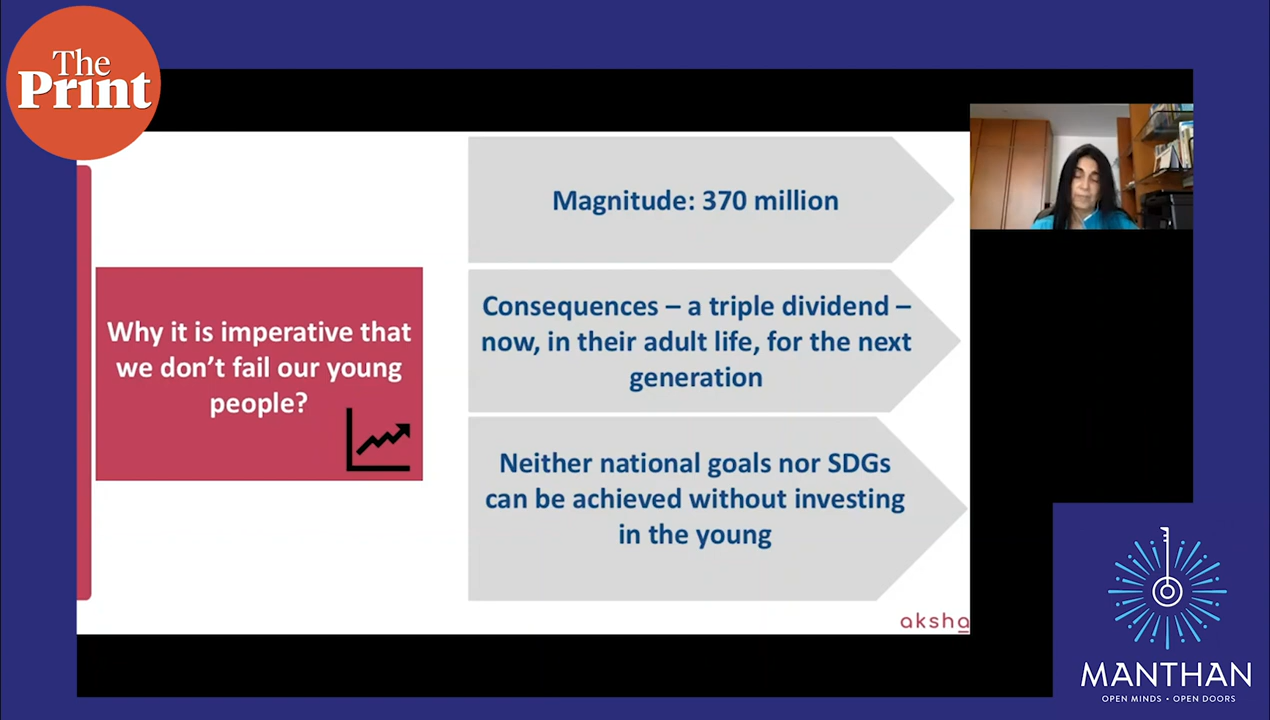 The
Print
Magnitude: 370 million
Why it is imperative that
we don't fail our young
people?
Consequences – a triple dividend –
now, in their adult life, for the next
generation
Neither national goals nor SDGs
can be achieved without investing
in the young
aksha
MANTHAN
OPEN MINDS • OPEN DOORS